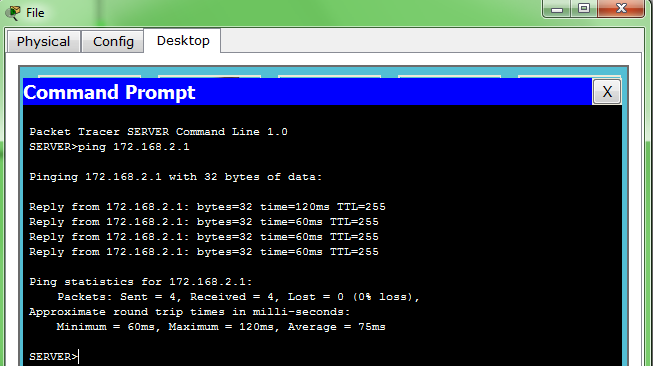 File
Physical Config Desktop
Command Prompt
X
Packet Tracer SERVER Command Line 1.0
SERVER>ping 172.168.2.1
Pinging 172.168.2.1 with 32 bytes of data:
Reply from 172.168.2.1: bytes=32 time=120ms TTL=255
Reply from 172.168.2.1: bytes=32 time=60ms TTL=255
Reply from 172.168.2.1: bytes=32 time=60ms TTL=255
Reply from 172.168.2.1: bytes=32 time=60ms TTL=255
Ping statistics for 172.168.2.1:
Packets: Sent = 4, Received = 4, Lost = 0 (0% loss),
Approximate round trip times in milli-seconds:
Minimum = 60ms, Maximum = 120ms, Average = 75ms
SERVER>